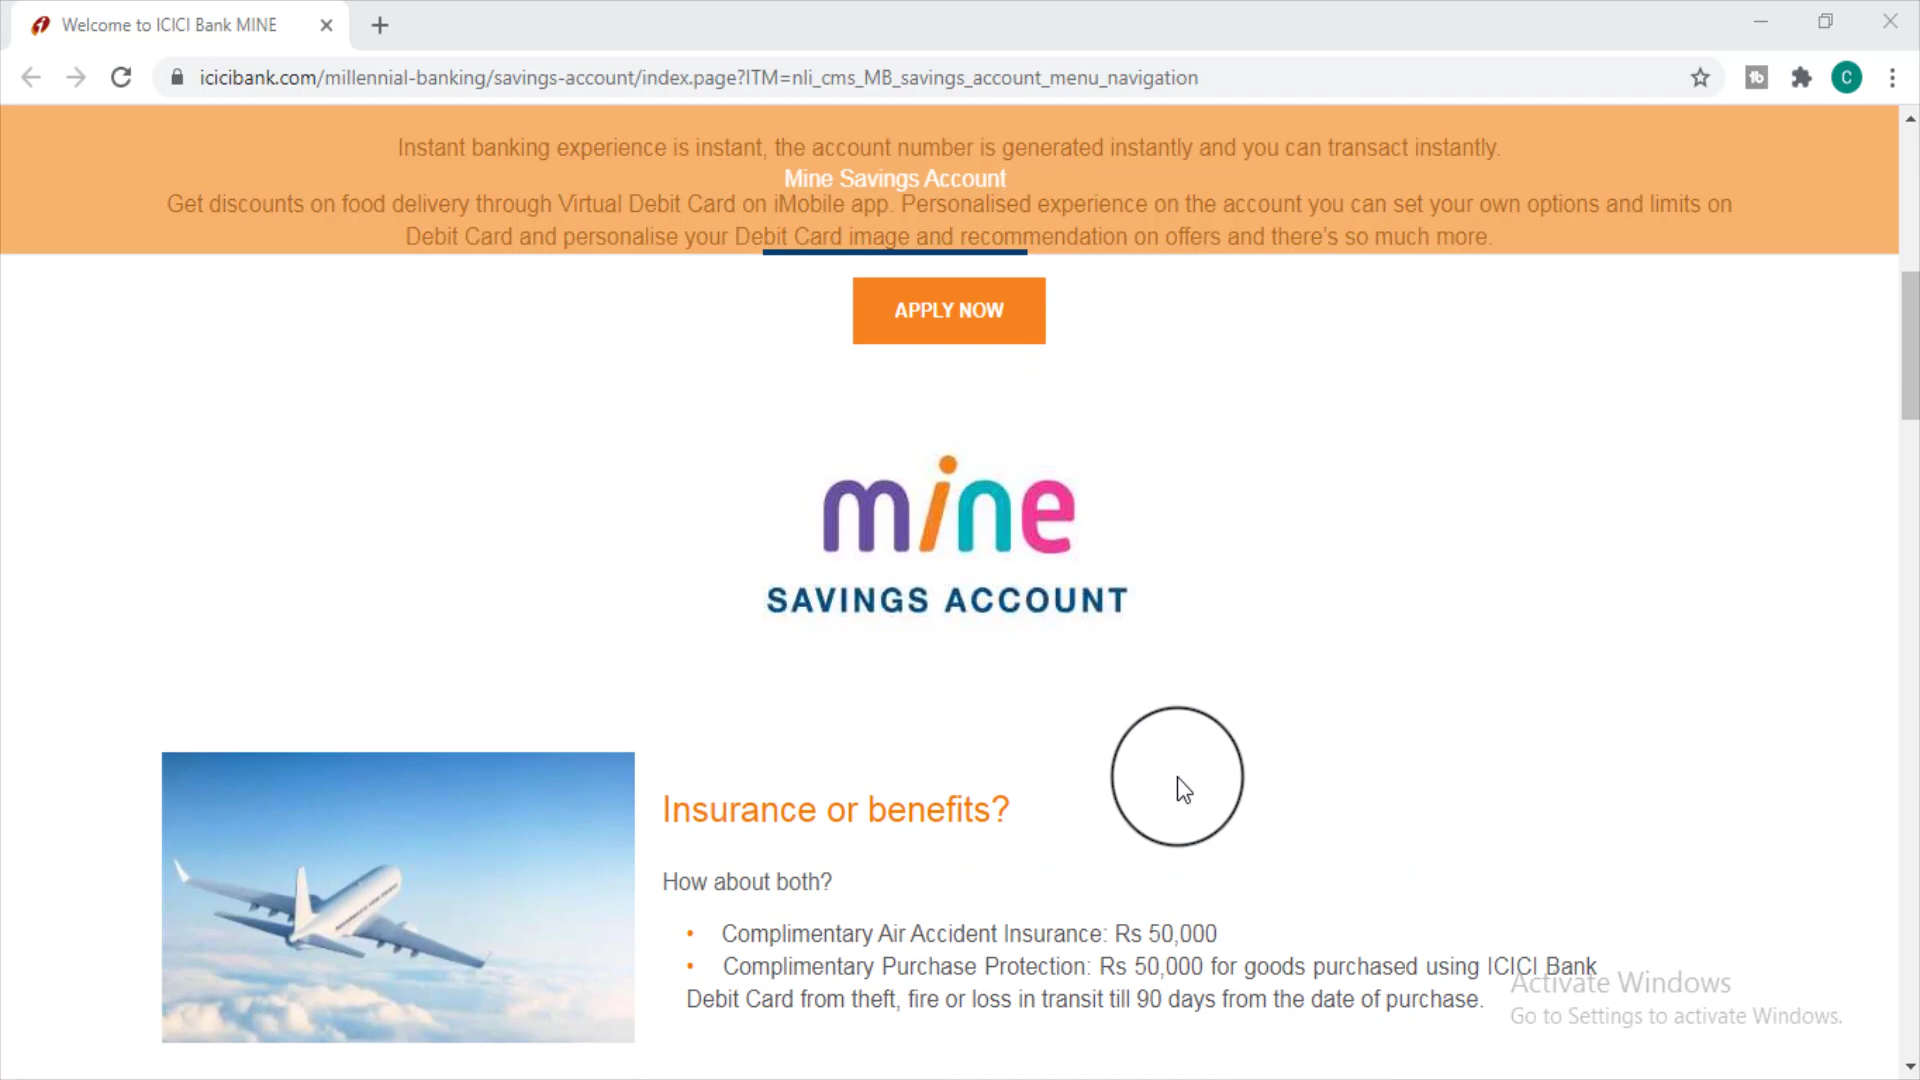 Welcome to ICICI Bank MINE
icicibank.com/millennial-banking/savings-account/index.page?ITM=nli_cms_MB_savings_account_menu_navigation
C
Instant banking experience is instant, the account number is generated instantly and you can transact instantly.
Mine Savings Account
Get discounts on food delivery through Virtual Debit Card on iMobile app. Personalised experience on the account you can set your own options and limits on
Debit Card and personalise your Debit Card image and recommendation on offers and there's so much more.
APPLY NOW
mine
SAVINGS ACCOUNT
Insurance or benefits?
How about both?
• Complimentary Air Accident Insurance: Rs 50,000
• Complimentary Purchase Protection: Rs 50,000 for goods purchased using ICICI Bank
Debit Card from theft, fire or loss in transit till 90 days from the date of purchase.
Activate Windows
Go to Settings to activate Windows.